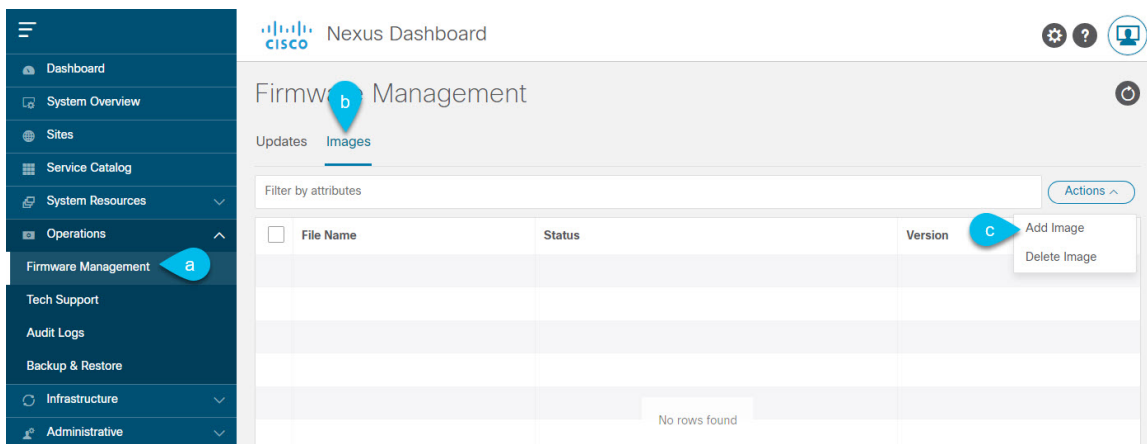 Dashboard
System Overview
Sites
Service Catalog
System Resources
Operations
Firmware Management a
Tech Support
Audit Logs
Backup & Restore
Infrastructure
Administrative
CISCO Nexus Dashboard
?
Firmware Management
b
Updates Images
Filter by attributes Actions
File Name Status Version
c Add Image
Delete Image
No rows found